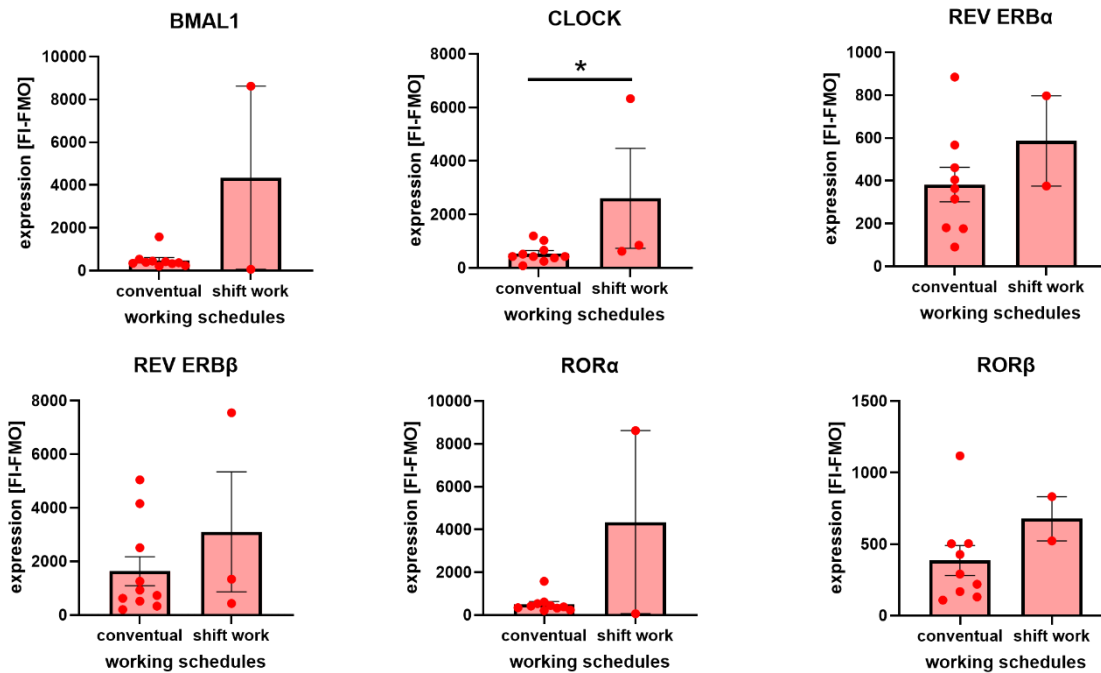 BMAL1
expression [FI-FMO]
10000
8000
6000
4000
2000
0
conventual shift work
working schedules
CLOCK
expression [FI-FMO]
8000
6000
4000
2000
0
*
conventual shift work
working schedules
REV ERBα
expression [FI-FMO]
1000
800
600
400
200
0
conventual shift work
working schedules
REV ERBβ
expression [FI-FMO]
8000
6000
4000
2000
0
conventual shift work
working schedules
RORα
expression [FI-FMO]
10000
8000
6000
4000
2000
0
conventual shift work
working schedules
RORβ
expression [FI-FMO]
1500
1000
500
0
conventual shift work
working schedules